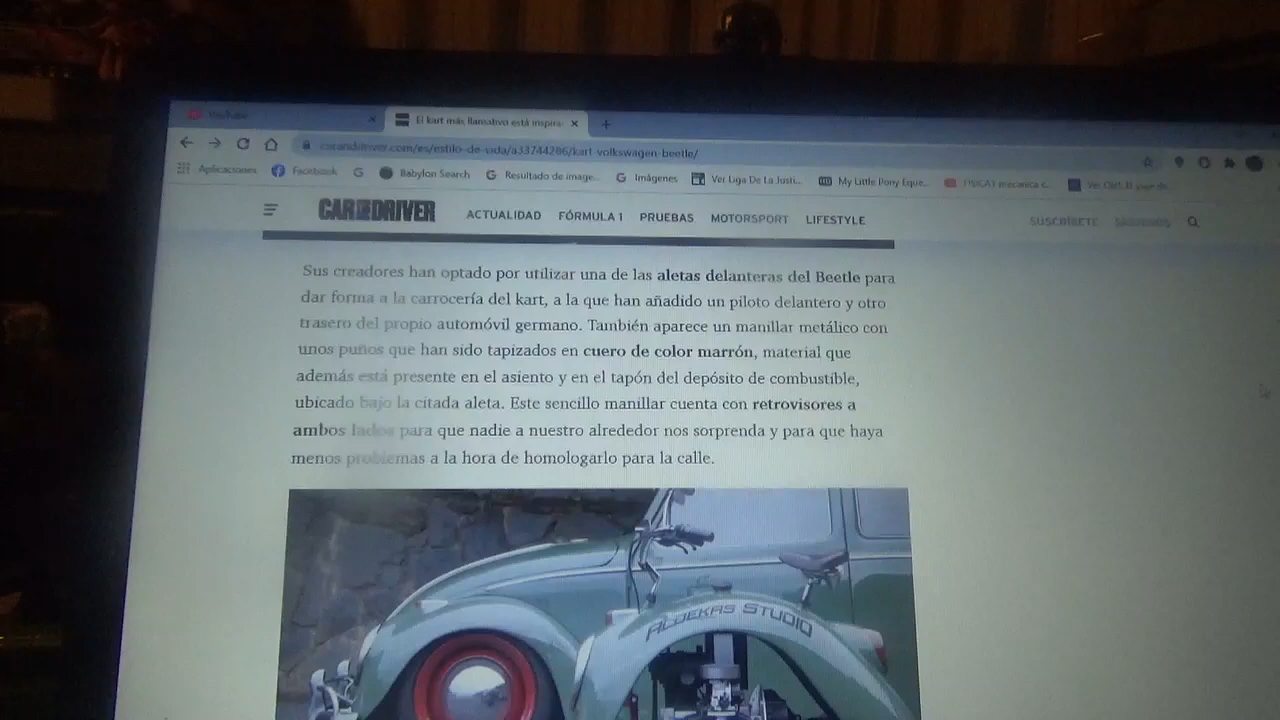 YouTube
El kart más llamativo está inspira
caranddriver.com/es/estilo-de-vida/a33744286/kart-volkswagen-beetle/
Aplicaciones
Facebook
Babylon Search
Resultado de image...
Imágenes
Ver Liga De La Justi...
My Little Pony Eque...
CAR AND DRIVER
ACTUALIDAD
FÓRMULA 1
PRUEBAS
MOTORSPORT
LIFESTYLE
SUSCRÍBETE
SÍGUENOS
Sus creadores han optado por utilizar una de las aletas delanteras del Beetle para
dar forma a la carrocería del kart, a la que han añadido un piloto delantero y otro
trasero del propio automóvil germano. También aparece un manillar metálico con
unos puños que han sido tapizados en cuero de color marrón, material que
además está presente en el asiento y en el tapón del depósito de combustible,
ubicado bajo la citada aleta. Este sencillo manillar cuenta con retrovisores a
ambos lados para que nadie a nuestro alrededor nos sorprenda y para que haya
menos problemas a la hora de homologarlo para la calle.
ALDEKAS STUDIO